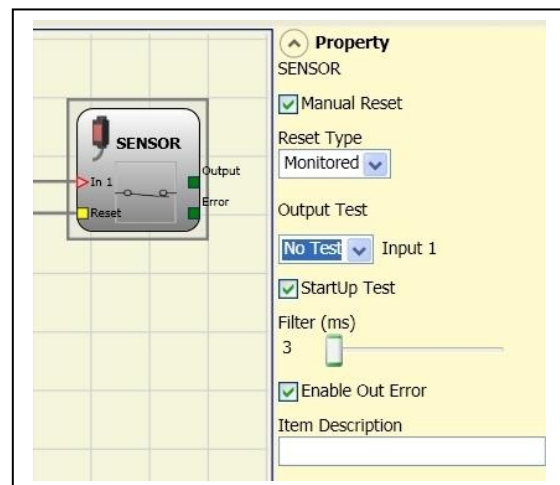 SENSOR
In 1
Reset
Output
Error
Property
SENSOR
Manual Reset
Reset Type
Monitored
Output Test
No Test Input 1
StartUp Test
Filter (ms)
3
Enable Out Error
Item Description